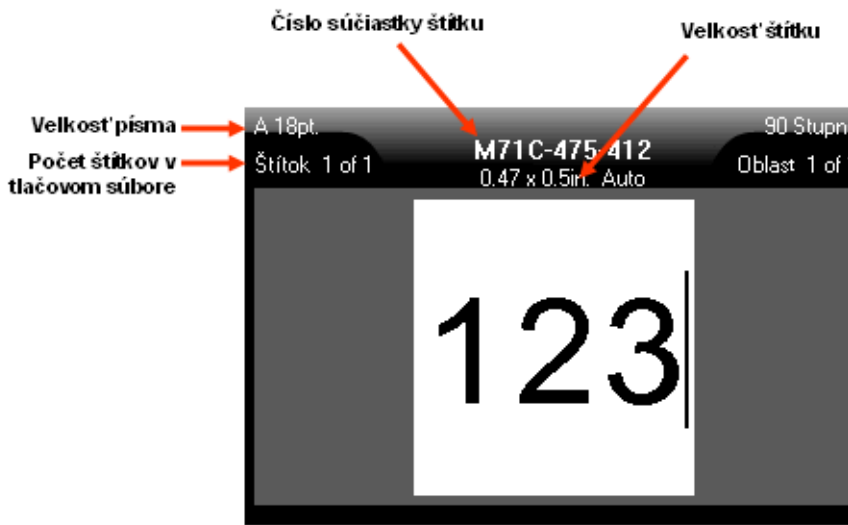 Číslo súčiastky štítku
Velkosť štítku
Velkosť písma
A 18pt.
90 Stupn
Počet štítkov v
tlačovom súbore
Štítok 1 of 1
M71C-475-412
Oblast 1 of
0.47 x 0.5in. Auto
123